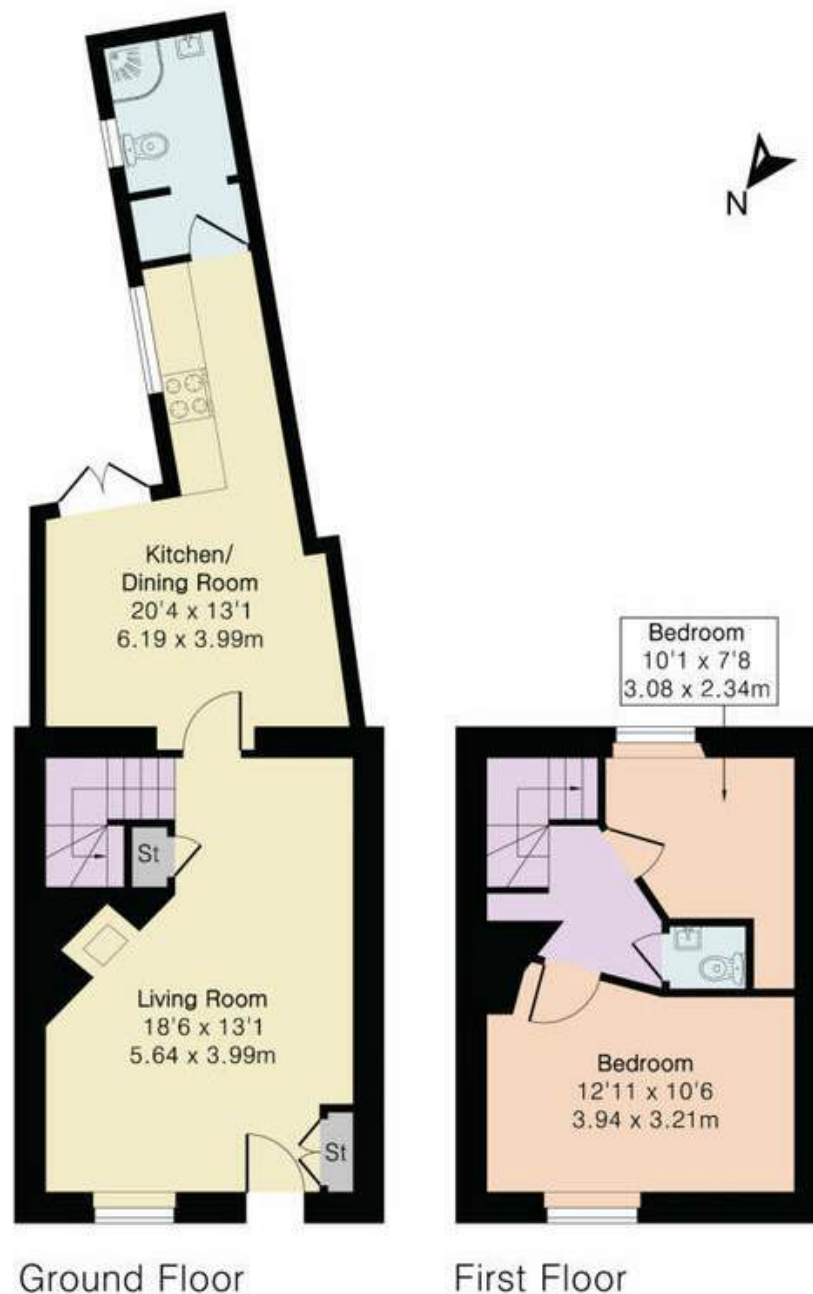 N
Kitchen/
Dining Room
20'4 x 13'1
6.19 x 3.99m
St
Living Room
18'6 x 13'1
5.64 x 3.99m
St
Ground Floor
Bedroom
10'1 x 7'8
3.08 x 2.34m
Bedroom
12'11 x 10'6
3.94 x 3.21m
First Floor